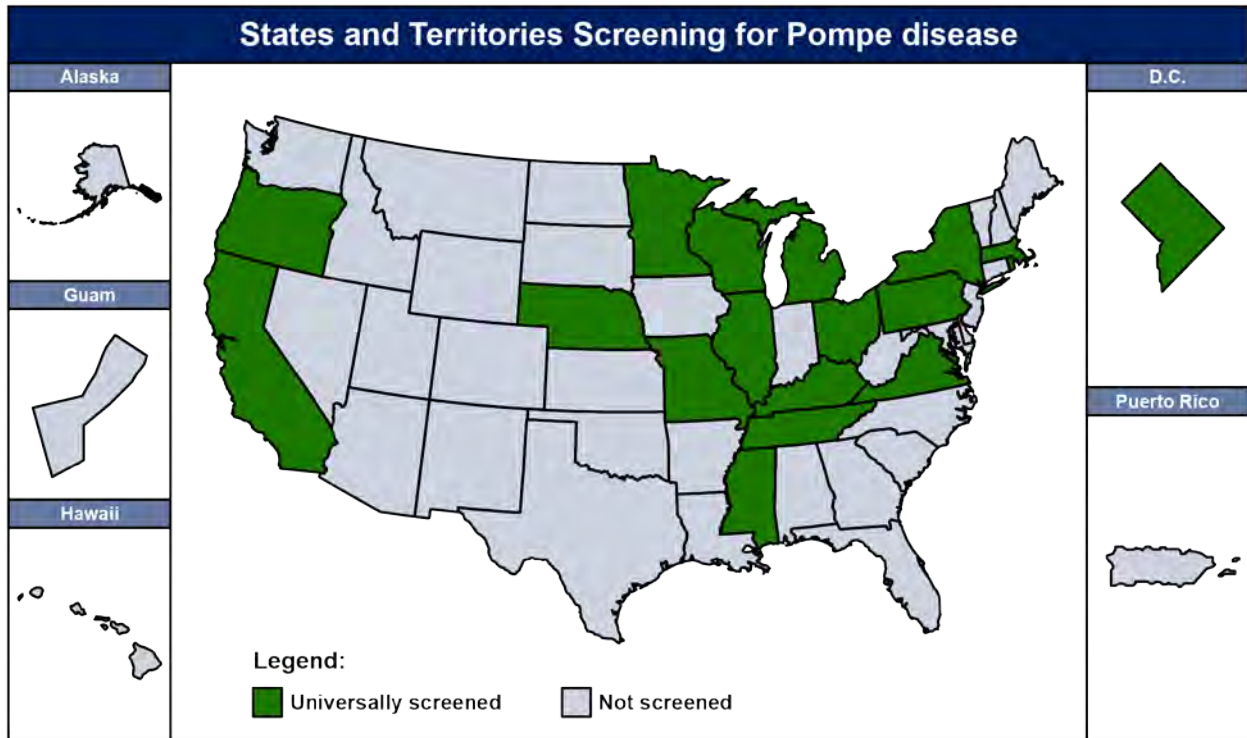 States and Territories Screening for Pompe disease
Alaska
Guam
Hawaii
D.C.
Puerto Rico
Legend:
Universally screened
Not screened